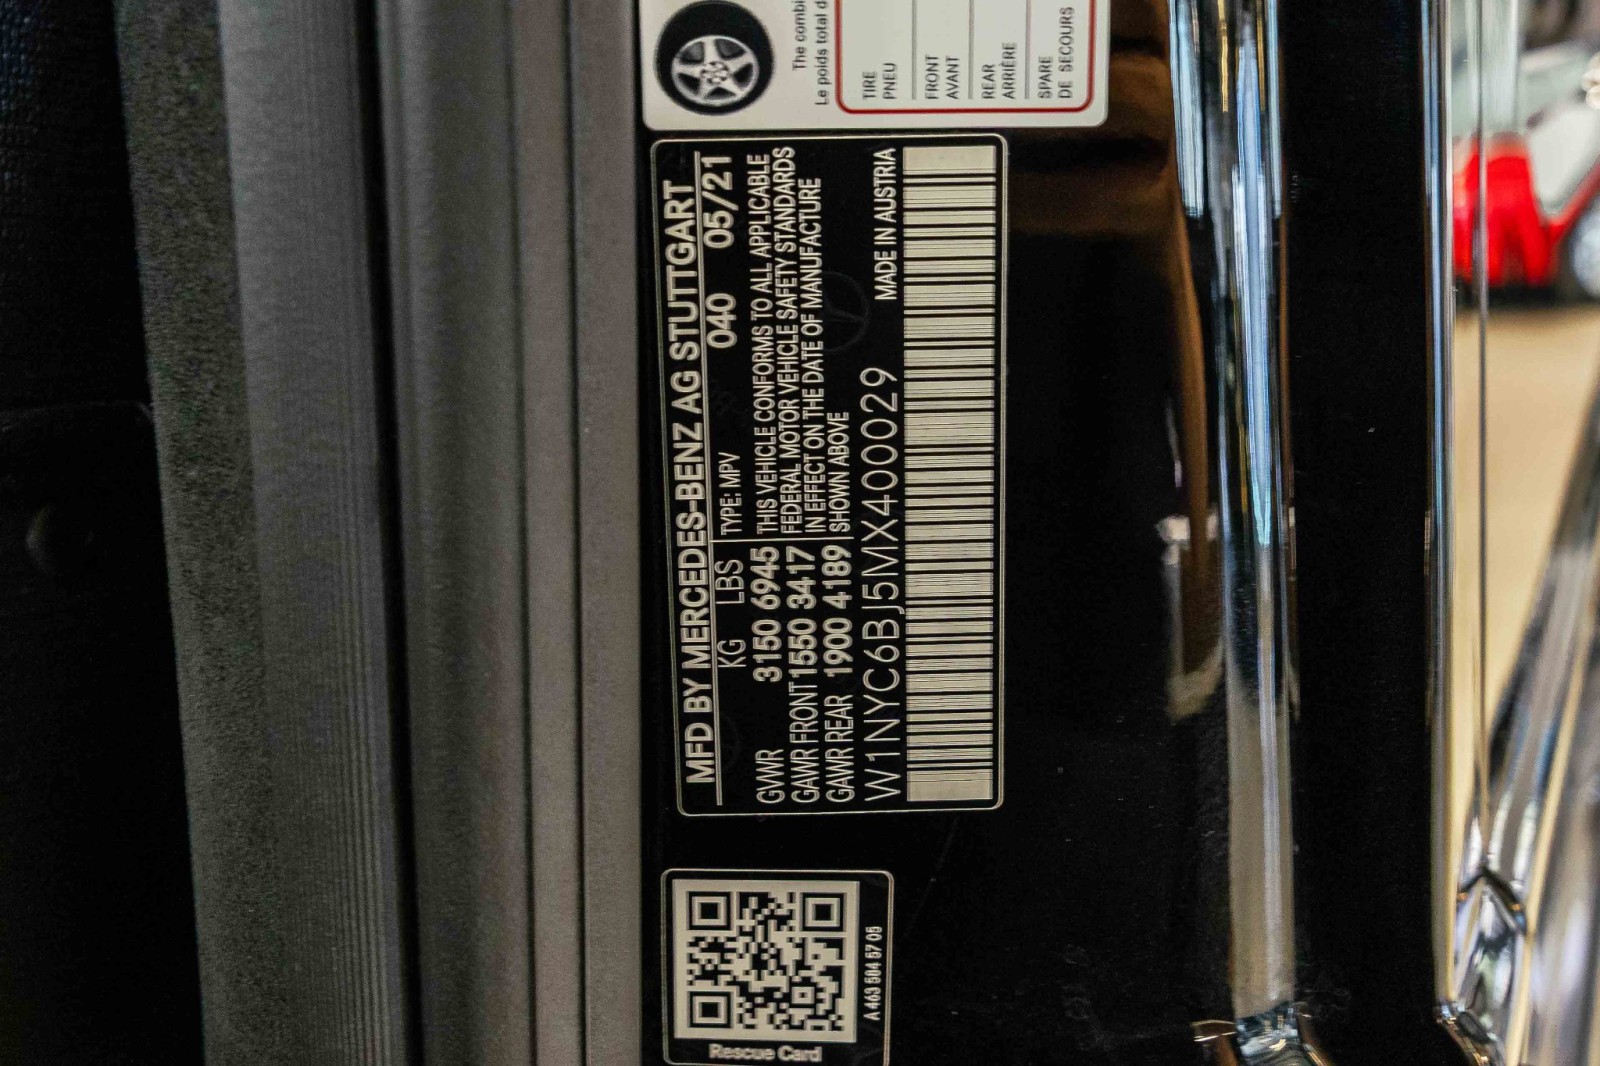 The combi
Le poids total d
TIRE
PNEU
FRONT
AVANT
REAR
ARRIÈRE
SPARE
DE SECOURS
MFD BY MERCEDES-BENZ AG STUTTGART
KG LBS TYPE: MPV 040 05/21
GVWR 3150 6945 THIS VEHICLE CONFORMS TO ALL APPLICABLE
GAWR FRONT 1550 3417 FEDERAL MOTOR VEHICLE SAFETY STANDARDS
IN EFFECT ON THE DATE OF MANUFACTURE
GAWR REAR 1900 4189 SHOWN ABOVE
W1NYC6BJ5MX400029 MADE IN AUSTRIA
A 463 584 57 05
Rescue Card